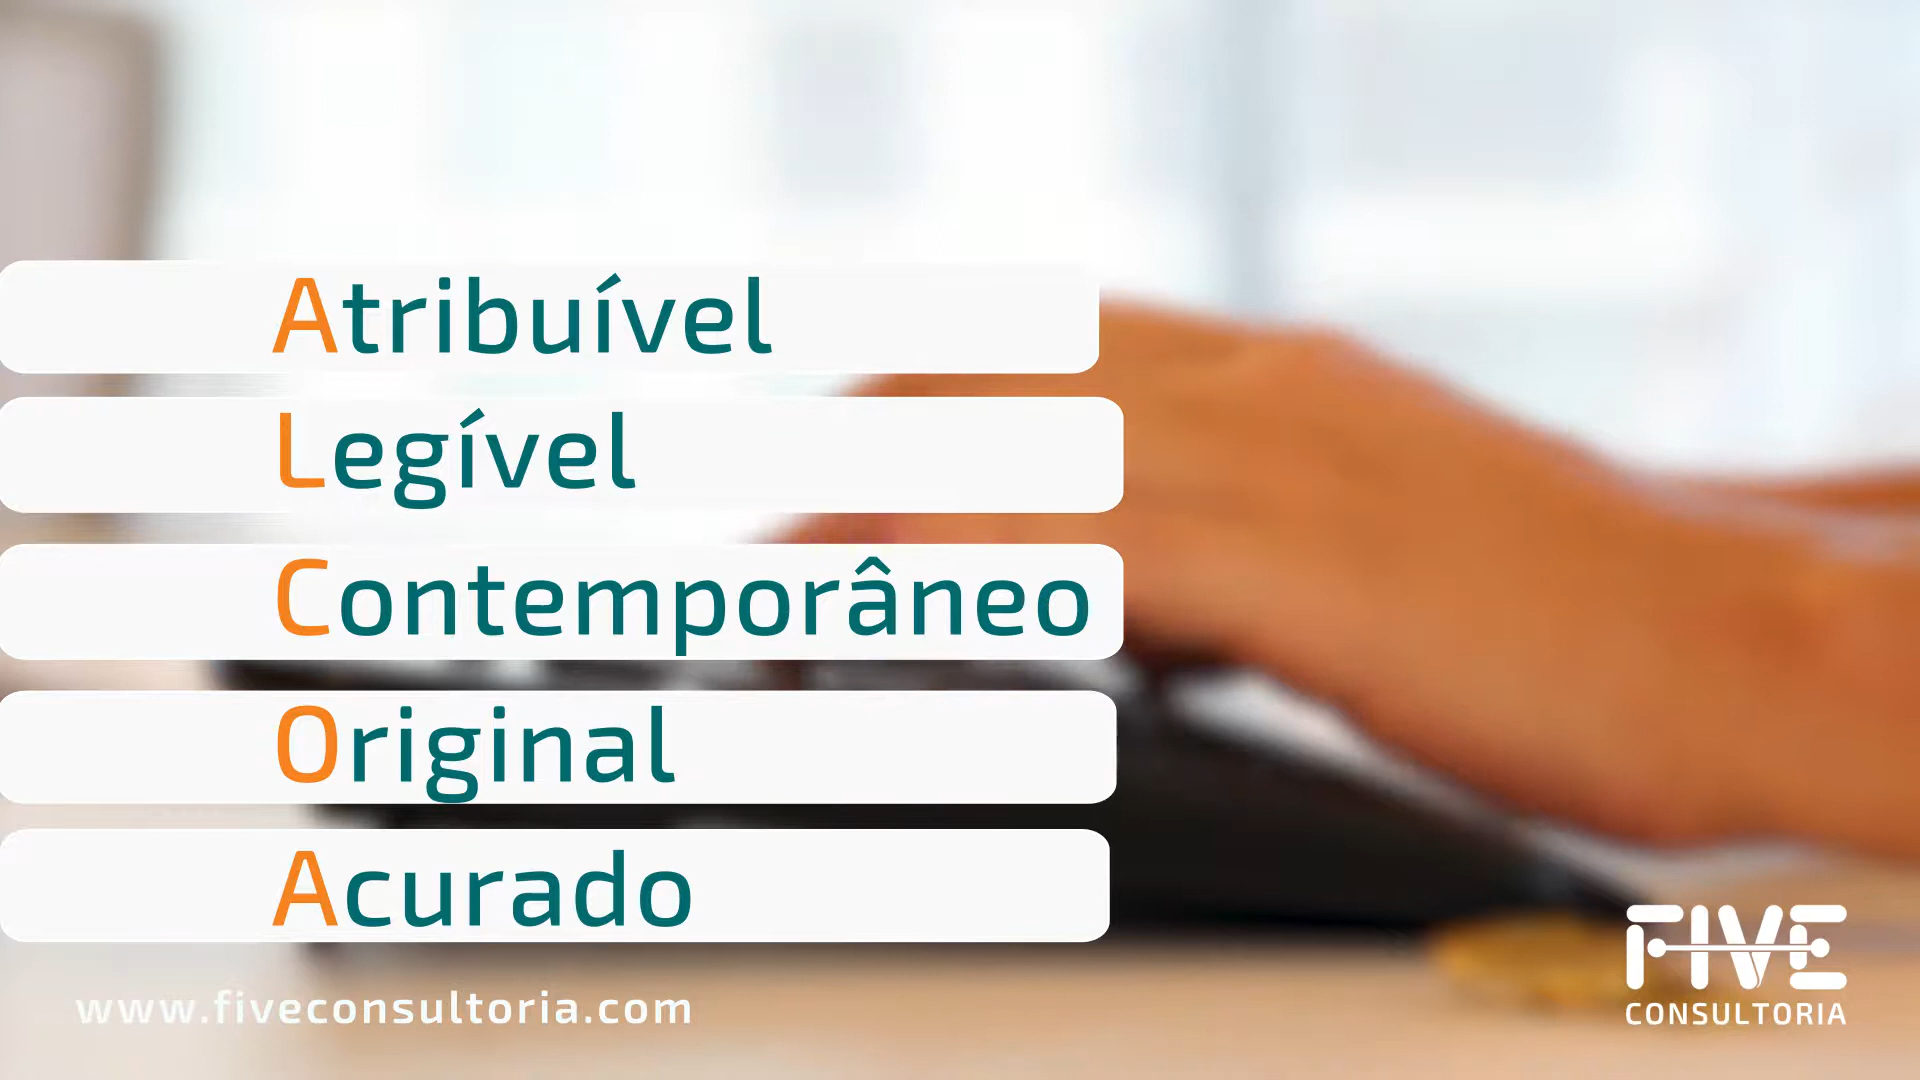 Atribuível
Legível
Contemporâneo
Original
Acurado
www.fiveconsultoria.com
FIVE
CONSULTORIA